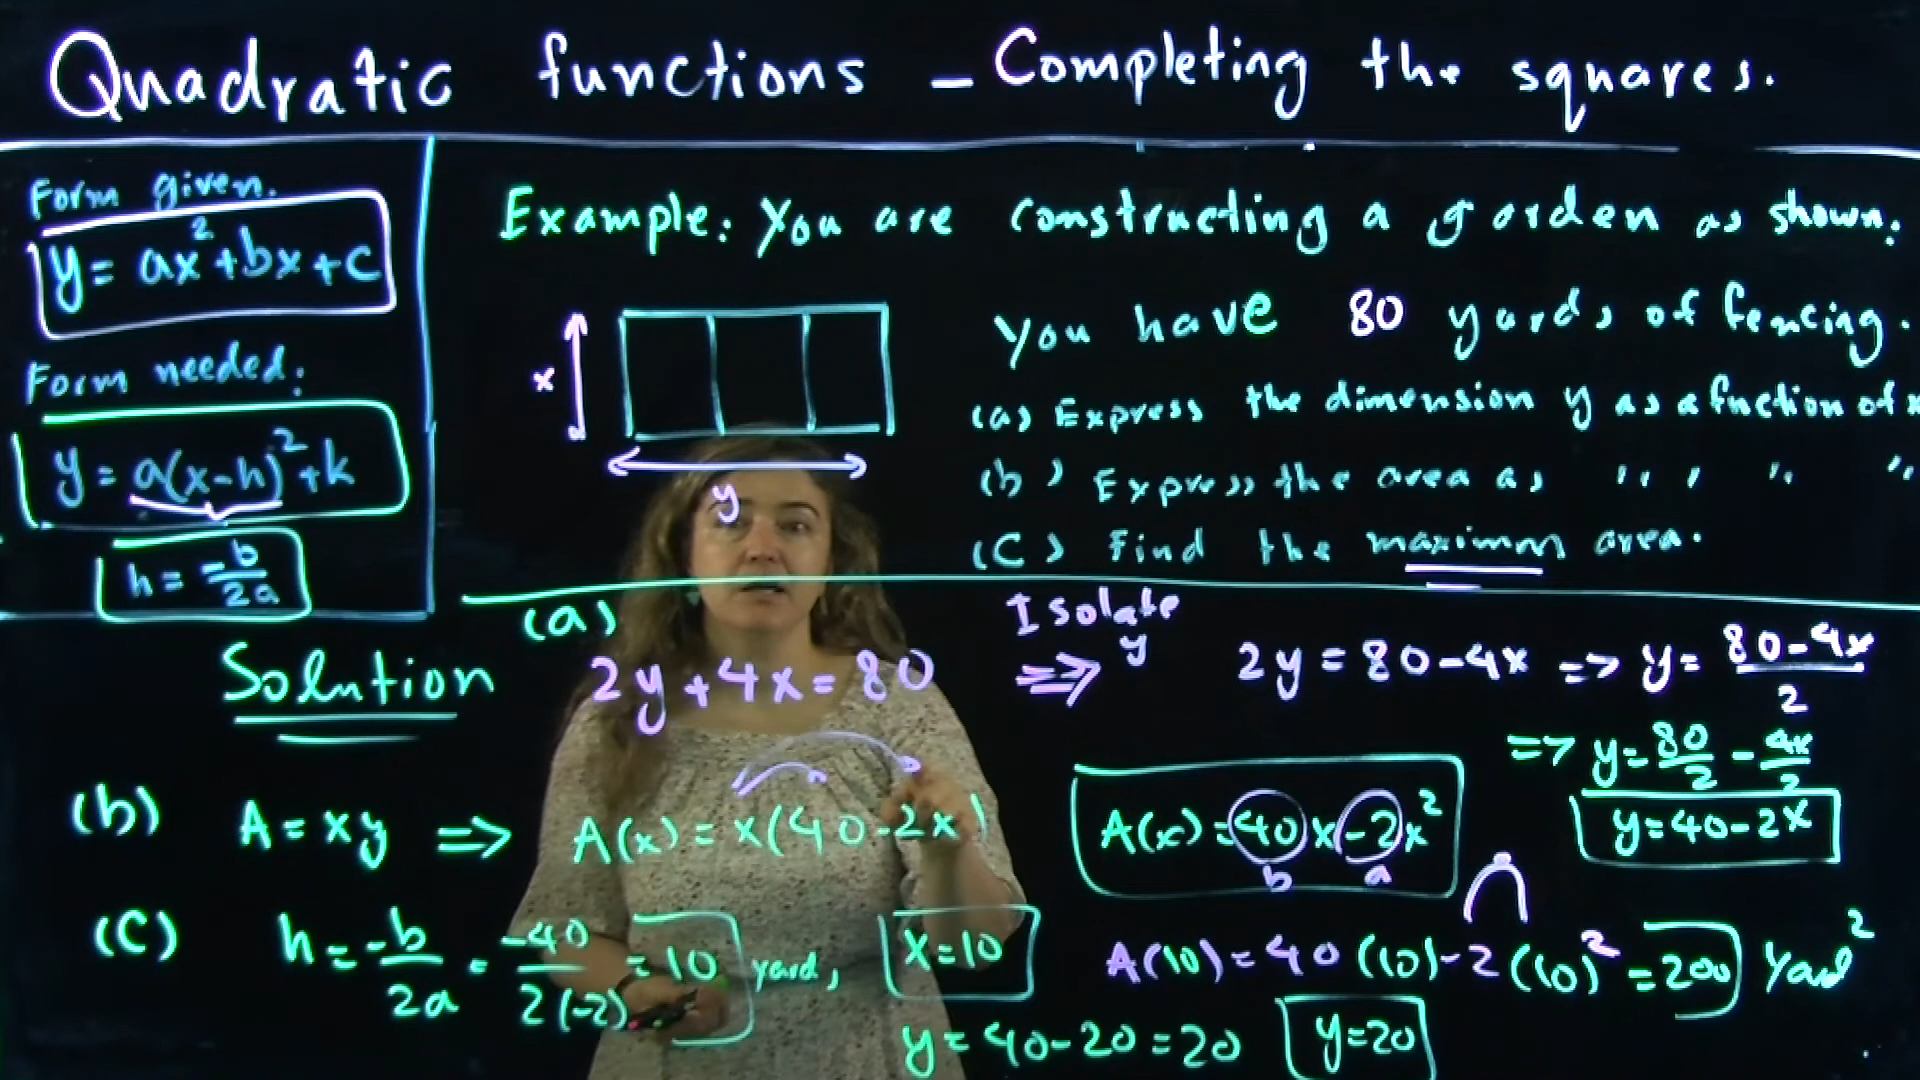 Quadratic functions - Completing the squares.
Form given.
y = ax²+bx+c
Form needed:
y = a(x-h)²+k
h = -b/2a
Example: You are constructing a garden as shown:
x
y
You have 80 yards of fencing.
(a) Express the dimension y as a fnction of x
(b) Express the area as " " " "
(c) Find the maximum area.
Solution
(a)
2y+4x=80 => Isolate y 2y=80-4x => y= (80-4x)/2
=> y= 80/2 - 4x/2
y=40-2x
(b) A=xy => A(x)=x(40-2x) A(x)=40x-2x²
b a
(c) h = -b/2a = -40/2(-2) = 10 yard, x=10 A(10)=40(10)-2(10)²=200 yard²
y=40-20=20 y=20